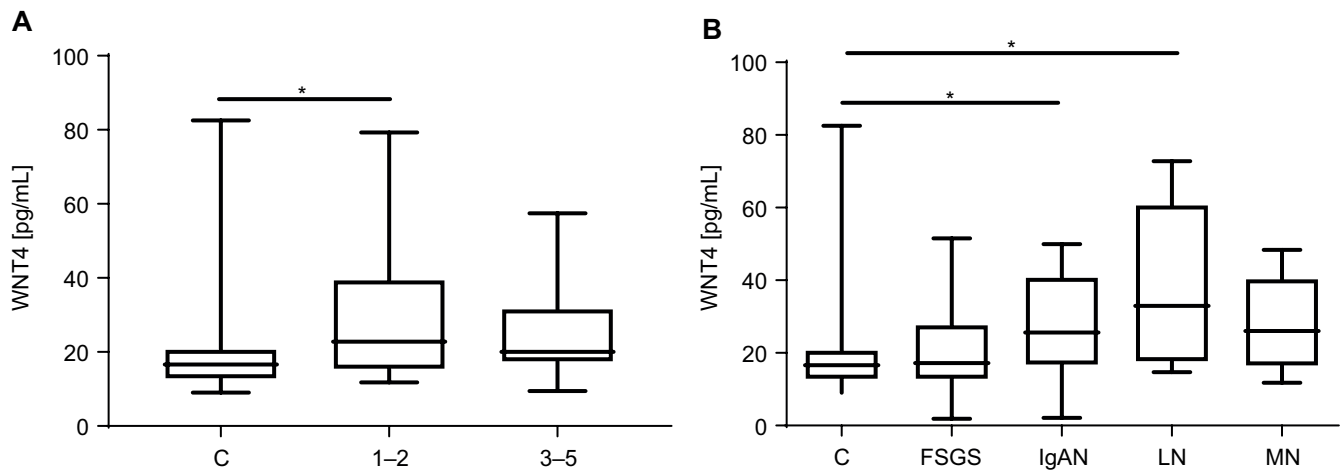 A
WNT4 [pg/mL]
100
80
60
40
20
0
*
C
1–2
3–5
B
WNT4 [pg/mL]
100
80
60
40
20
0
*
*
C
FSGS
IgAN
LN
MN